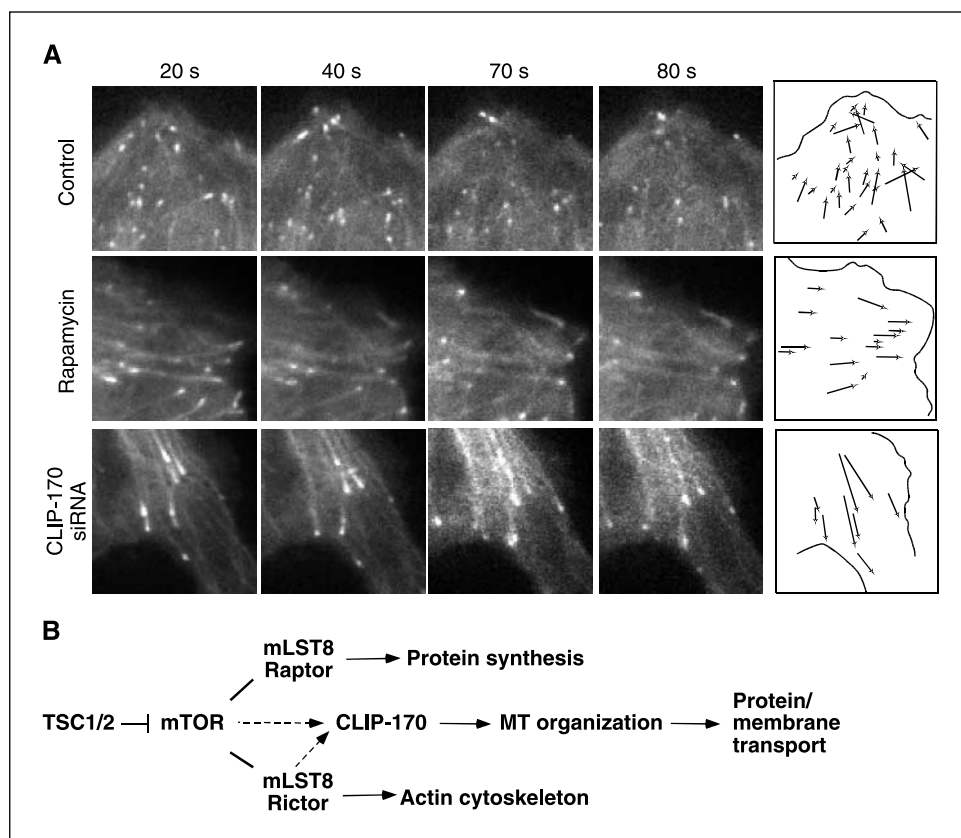 A
20 s 40 s 70 s 80 s
Control
Rapamycin
CLIP-170
siRNA
B
mLST8
Raptor
Protein synthesis
TSC1/2 mTOR CLIP-170 MT organization
Protein/
membrane
transport
mLST8
Rictor
Actin cytoskeleton